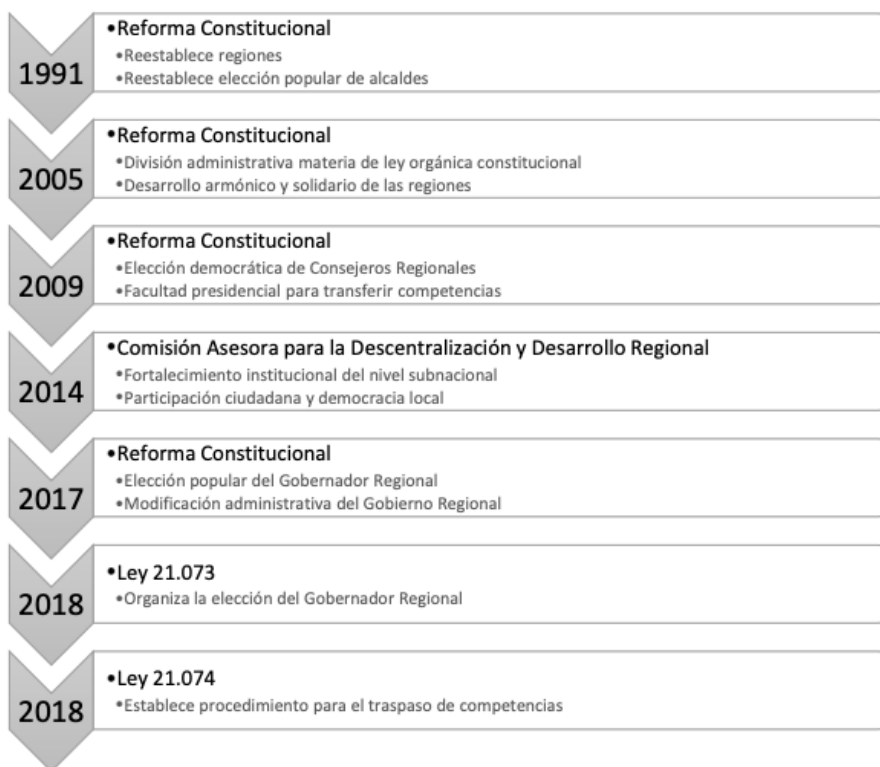 1991
•Reforma Constitucional
•Reestablece regiones
•Reestablece elección popular de alcaldes
2005
•Reforma Constitucional
•División administrativa materia de ley orgánica constitucional
•Desarrollo armónico y solidario de las regiones
2009
•Reforma Constitucional
•Elección democrática de Consejeros Regionales
•Facultad presidencial para transferir competencias
2014
•Comisión Asesora para la Descentralización y Desarrollo Regional
•Fortalecimiento institucional del nivel subnacional
•Participación ciudadana y democracia local
2017
•Reforma Constitucional
•Elección popular del Gobernador Regional
•Modificación administrativa del Gobierno Regional
2018
•Ley 21.073
•Organiza la elección del Gobernador Regional
2018
•Ley 21.074
•Establece procedimiento para el traspaso de competencias